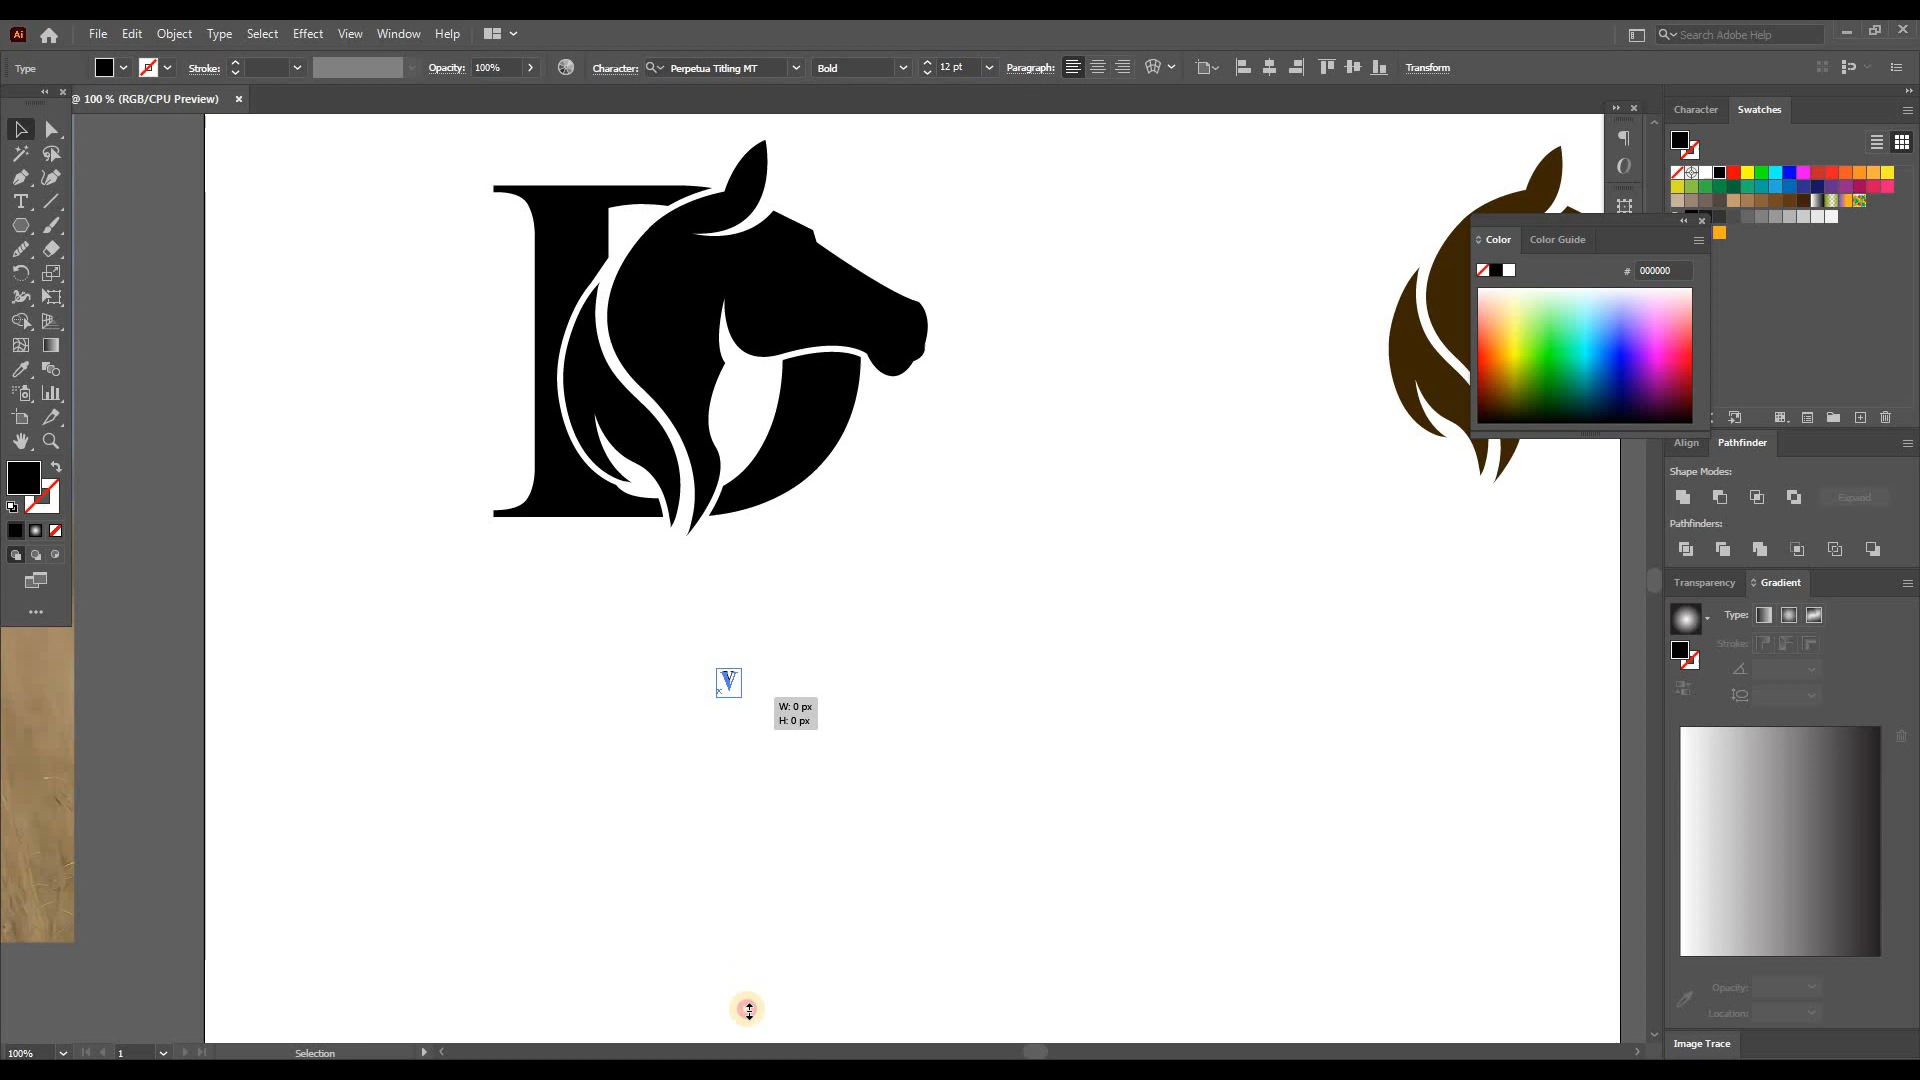 Ai File Edit Object Type Select Effect View Window Help Search Adobe Help
Type Stroke: Opacity: 100% Character: Perpetua Titling MT Bold 12 pt Paragraph: Transform
@ 100 % (RGB/CPU Preview) ×
Character Swatches
Color Color Guide
# 000000
Align Pathfinder
Shape Modes:
Expand
Pathfinders:
Transparency Gradient
Type:
Stroke:
V
W: 0 px
H: 0 px
Opacity:
Location:
Image Trace
100% 1 Selection